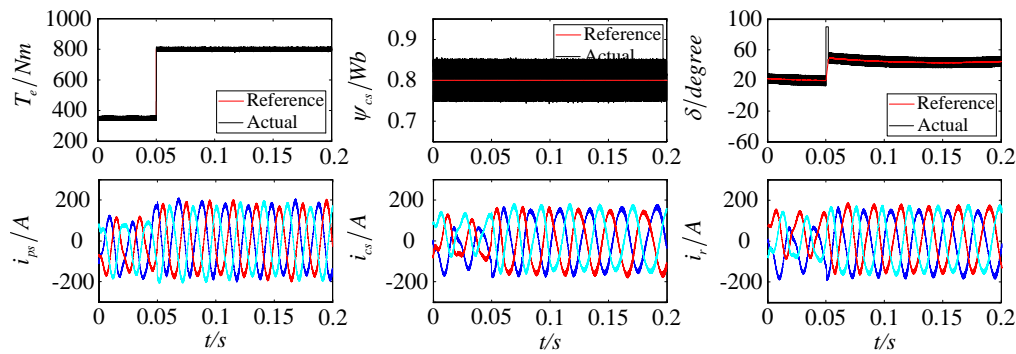 T_e/Nm
1000
800
600
400
200
Reference
Actual
0 0.05 0.1 0.15 0.2
t/s
ψ_cs/Wb
0.9
0.8
0.7
Reference
Actual
0 0.05 0.1 0.15 0.2
t/s
δ/degree
100
60
20
-20
-60
Reference
Actual
0 0.05 0.1 0.15 0.2
t/s
i_ps/A
200
0
-200
0 0.05 0.1 0.15 0.2
t/s
i_cs/A
200
0
-200
0 0.05 0.1 0.15 0.2
t/s
i_r/A
200
0
-200
0 0.05 0.1 0.15 0.2
t/s